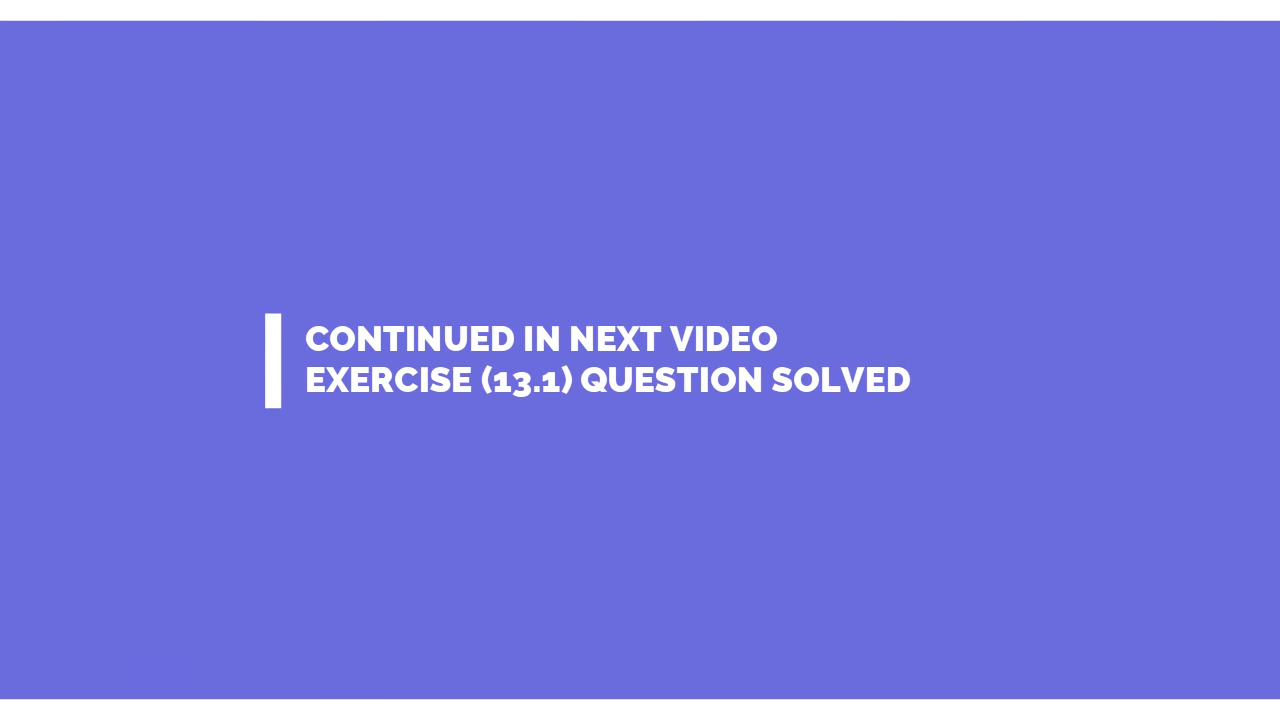 CONTINUED IN NEXT VIDEO
EXERCISE (13.1) QUESTION SOLVED